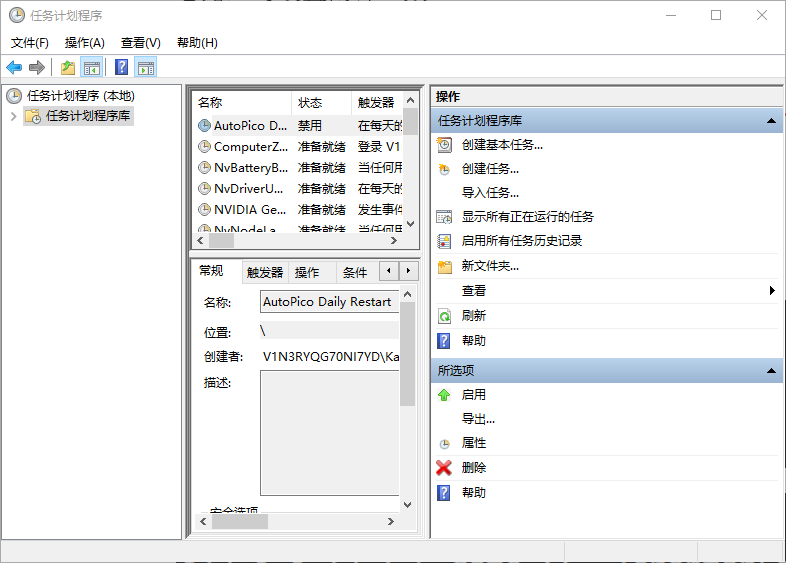 任务计划程序
文件(F) 操作(A) 查看(V) 帮助(H)
任务计划程序 (本地)
任务计划程序库
名称 状态 触发器
AutoPico D... 禁用 在每天的
ComputerZ... 准备就绪 登录 V1
NvBatteryB... 准备就绪 当任何用
NvDriverU... 准备就绪 在每天的
NVIDIA Ge... 准备就绪 发生事件
NvNodeLa... 准备就绪 当任何用
常规 触发器 操作 条件
名称: AutoPico Daily Restart
位置: \
创建者: V1N3RYQG70NI7YD\Ka
描述:
安全选项
操作
任务计划程序库
创建基本任务...
创建任务...
导入任务...
显示所有正在运行的任务
启用所有任务历史记录
新文件夹...
查看
刷新
帮助
所选项
启用
导出...
属性
删除
帮助